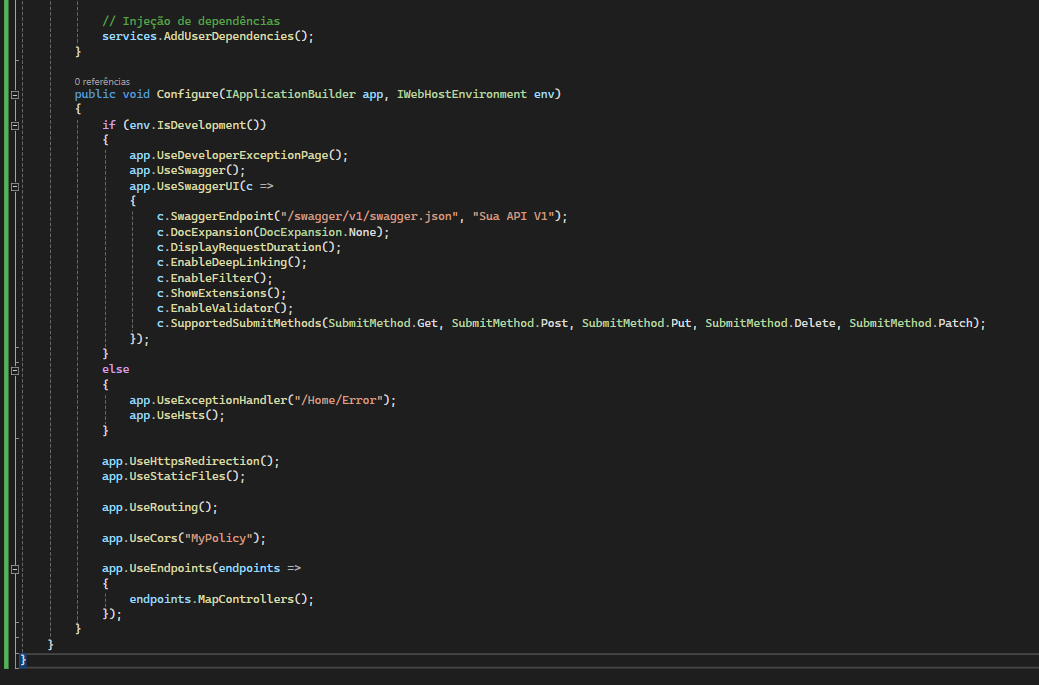 // Injeção de dependências
services.AddUserDependencies();
}
0 referências
public void Configure(IApplicationBuilder app, IWebHostEnvironment env)
{
if (env.IsDevelopment())
{
app.UseDeveloperExceptionPage();
app.UseSwagger();
app.UseSwaggerUI(c =>
{
c.SwaggerEndpoint("/swagger/v1/swagger.json", "Sua API V1");
c.DocExpansion(DocExpansion.None);
c.DisplayRequestDuration();
c.EnableDeepLinking();
c.EnableFilter();
c.ShowExtensions();
c.EnableValidator();
c.SupportedSubmitMethods(SubmitMethod.Get, SubmitMethod.Post, SubmitMethod.Put, SubmitMethod.Delete, SubmitMethod.Patch);
});
}
else
{
app.UseExceptionHandler("/Home/Error");
app.UseHsts();
}
app.UseHttpsRedirection();
app.UseStaticFiles();
app.UseRouting();
app.UseCors("MyPolicy");
app.UseEndpoints(endpoints =>
{
endpoints.MapControllers();
});
}
}
}